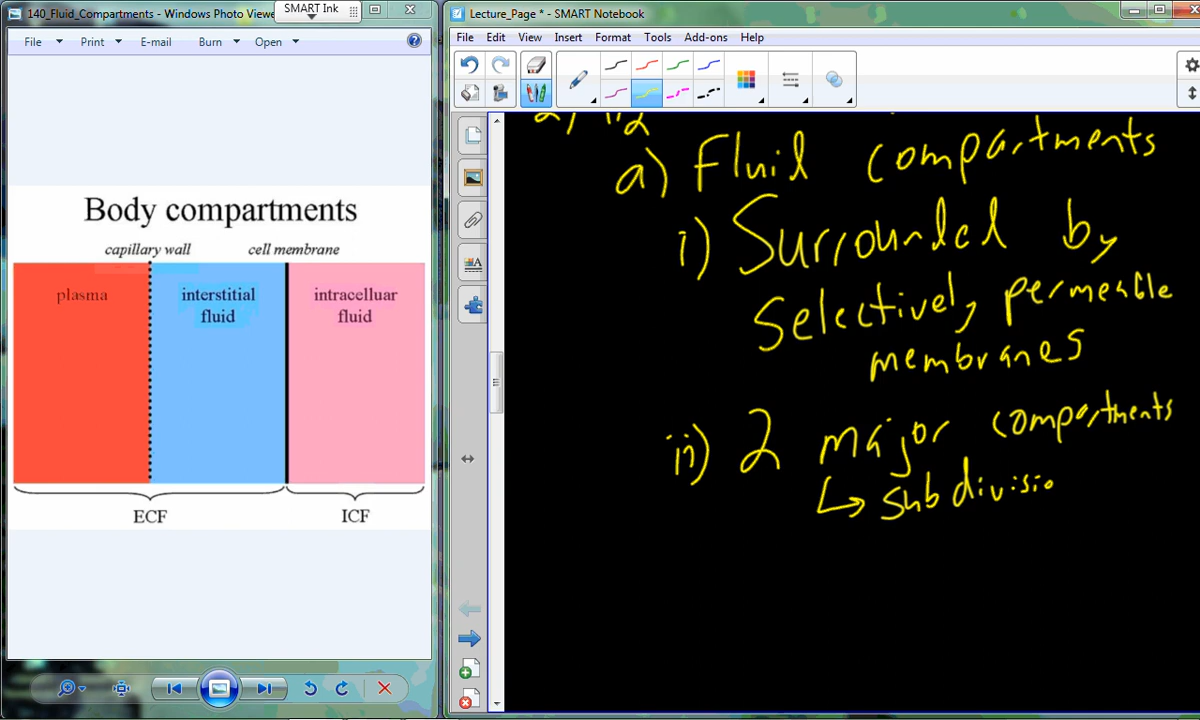 140_Fluid_Compartments - Windows Photo Viewe
SMART Ink
File Print E-mail Burn Open
Body compartments
capillary wall cell membrane
plasma interstitial fluid intracelluar fluid
ECF ICF
Lecture_Page * - SMART Notebook
File Edit View Insert Format Tools Add-ons Help
a) Fluid compartments
i) Surrounded by
selectively permeable
membranes
ii) 2 major compartments
↳ subdivisio